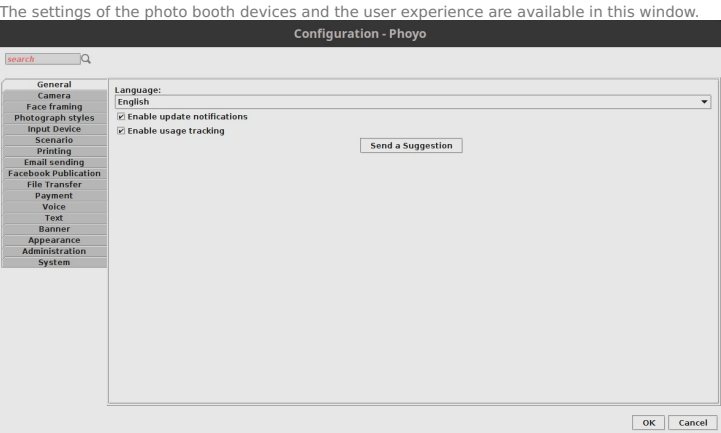 The settings of the photo booth devices and the user experience are available in this window.
Configuration - Phoyo
search
General
Camera
Face framing
Photograph styles
Input Device
Scenario
Printing
Email sending
Facebook Publication
File Transfer
Payment
Voice
Text
Banner
Appearance
Administration
System
Language:
English
Enable update notifications
Enable usage tracking
Send a Suggestion
OK Cancel